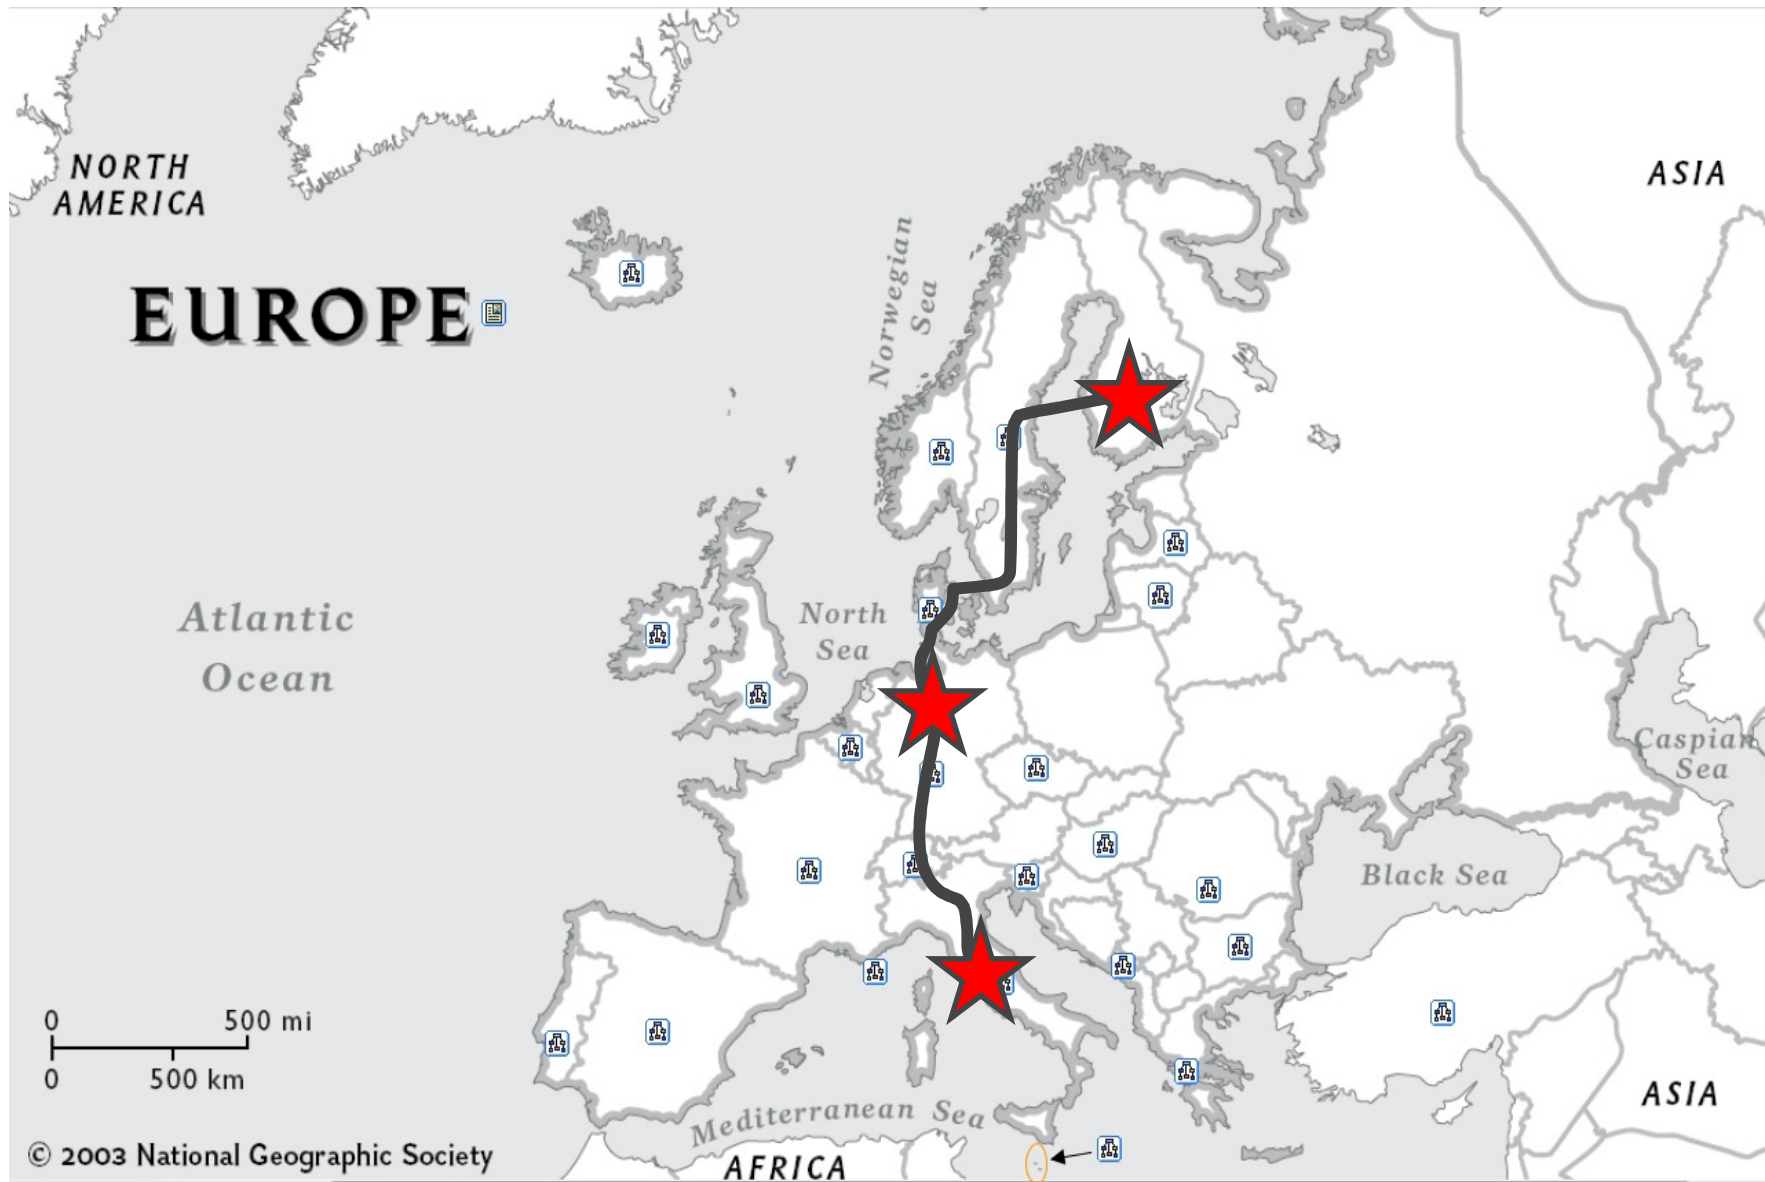 NORTH
AMERICA
ASIA
EUROPE
Norwegian
Sea
Atlantic
Ocean
North
Sea
Caspian
Sea
Black Sea
0 500 mi
0 500 km
Mediterranean Sea
ASIA
AFRICA
© 2003 National Geographic Society